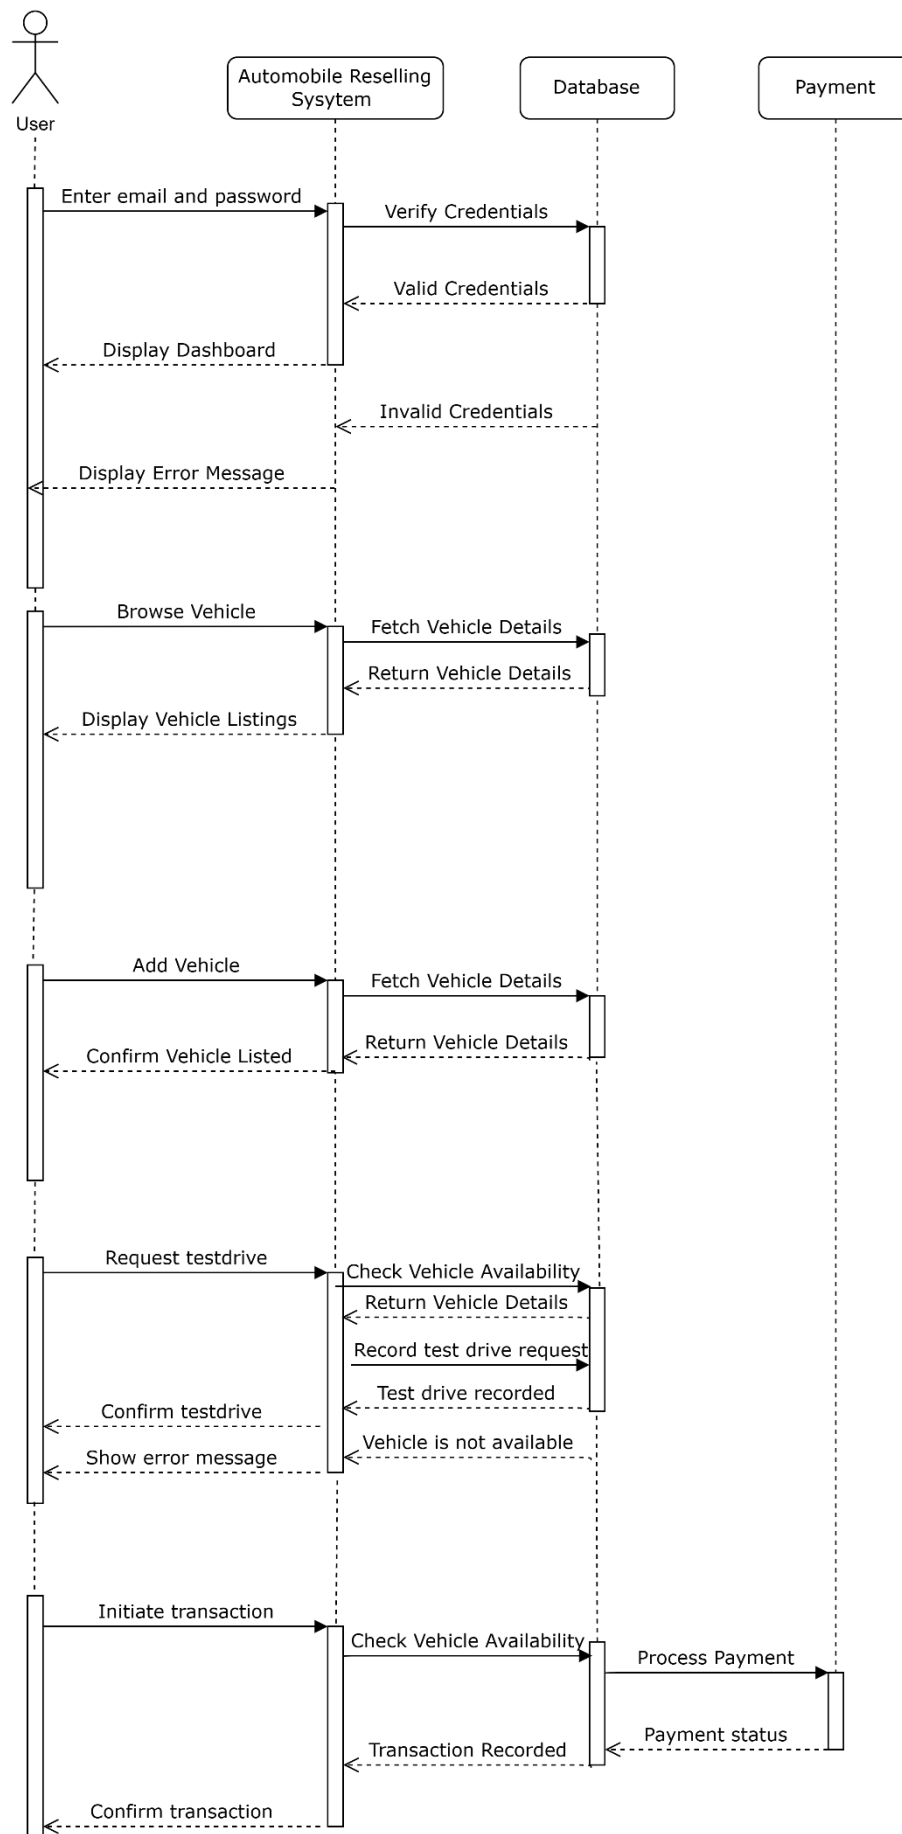 User
Automobile Reselling
Sysytem
Database
Payment
Enter email and password
Verify Credentials
Valid Credentials
Display Dashboard
Invalid Credentials
Display Error Message
Browse Vehicle
Fetch Vehicle Details
Return Vehicle Details
Display Vehicle Listings
Add Vehicle
Fetch Vehicle Details
Return Vehicle Details
Confirm Vehicle Listed
Request testdrive
Check Vehicle Availability
Return Vehicle Details
Record test drive request
Test drive recorded
Confirm testdrive
Vehicle is not available
Show error message
Initiate transaction
Check Vehicle Availability
Process Payment
Payment status
Transaction Recorded
Confirm transaction